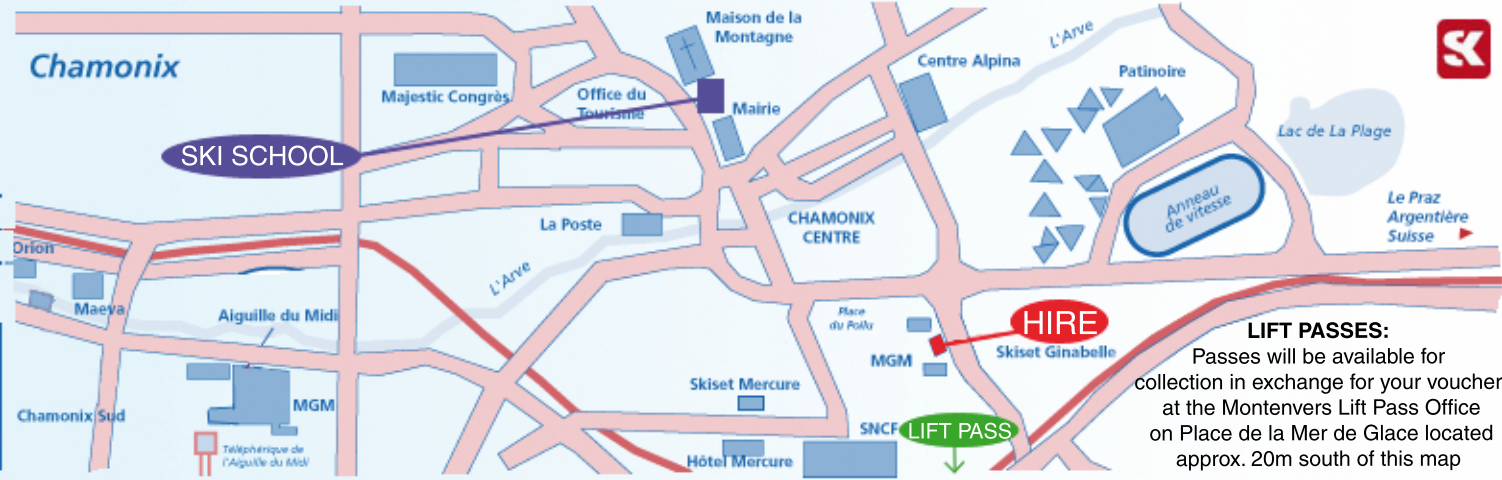 Chamonix
Maison de la
Montagne
SK
L'Arve
Centre Alpina
Patinoire
Majestic Congrès
Office du
Tourisme
Mairie
Lac de La Plage
SKI SCHOOL
Anneau
de vitesse
Le Praz
Argentière
Suisse
La Poste
CHAMONIX
CENTRE
Orion
L'Arve
Maeva
Aiguille du Midi
Place
du Poilu
HIRE
Skiset Ginabelle
MGM
LIFT PASSES:
Passes will be available for
collection in exchange for your voucher
at the Montenvers Lift Pass Office
on Place de la Mer de Glace located
approx. 20m south of this map
Skiset Mercure
Chamonix Sud
MGM
SNCF
LIFT PASS
Téléphérique de
l'Aiguille du Midi
Hôtel Mercure